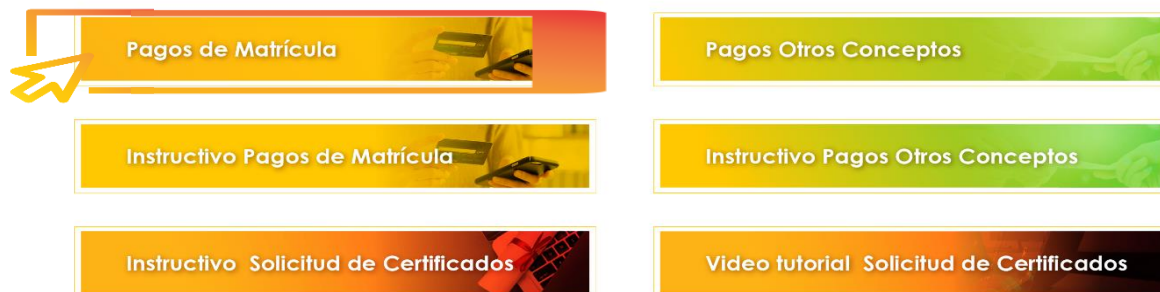 Pagos de Matrícula
Pagos Otros Conceptos
Instructivo Pagos de Matrícula
Instructivo Pagos Otros Conceptos
Instructivo Solicitud de Certificados
Video tutorial Solicitud de Certificados